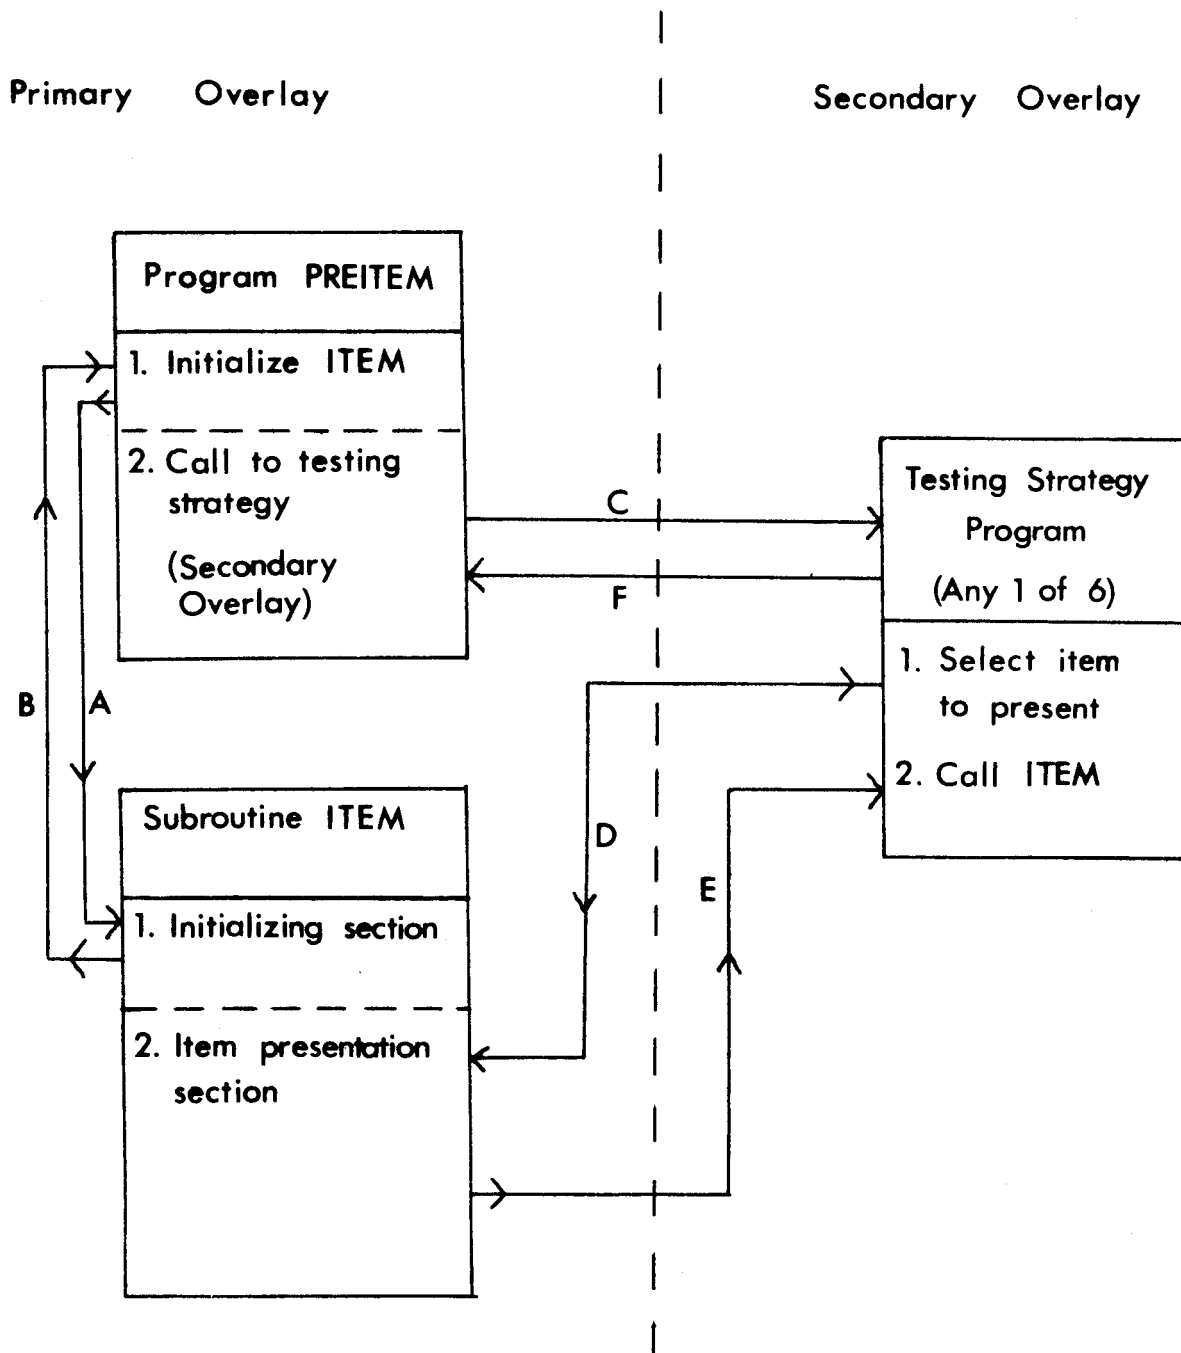 Primary Overlay
Secondary Overlay
Program PREITEM
1. Initialize ITEM
2. Call to testing
strategy
(Secondary
Overlay)
C
F
Testing Strategy
Program
(Any 1 of 6)
1. Select item
to present
2. Call ITEM
B
A
D
E
Subroutine ITEM
1. Initializing section
2. Item presentation
section